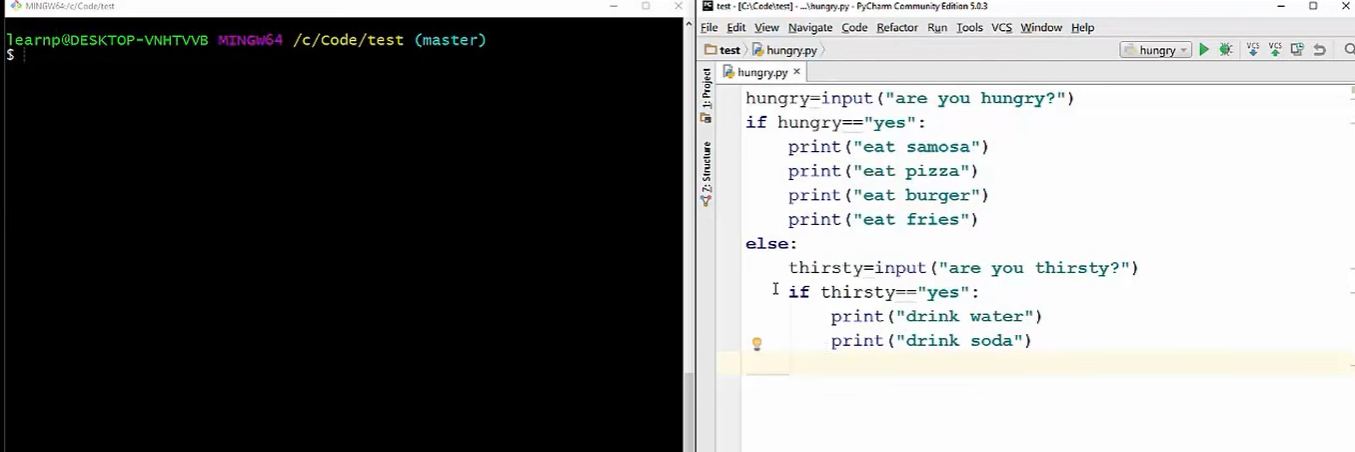 MINGW64:/c/Code/test
learnp@DESKTOP-VNHTVVB MINGW64 /c/Code/test (master)
$
test - [C:\Code\test] - ...\hungry.py - PyCharm Community Edition 5.0.3
File Edit View Navigate Code Refactor Run Tools VCS Window Help
test hungry.py hungry VCS VCS
hungry.py
1: Project
Z: Structure
hungry=input("are you hungry?")
if hungry=="yes":
    print("eat samosa")
    print("eat pizza")
    print("eat burger")
    print("eat fries")
else:
    thirsty=input("are you thirsty?")
    if thirsty=="yes":
        print("drink water")
        print("drink soda")